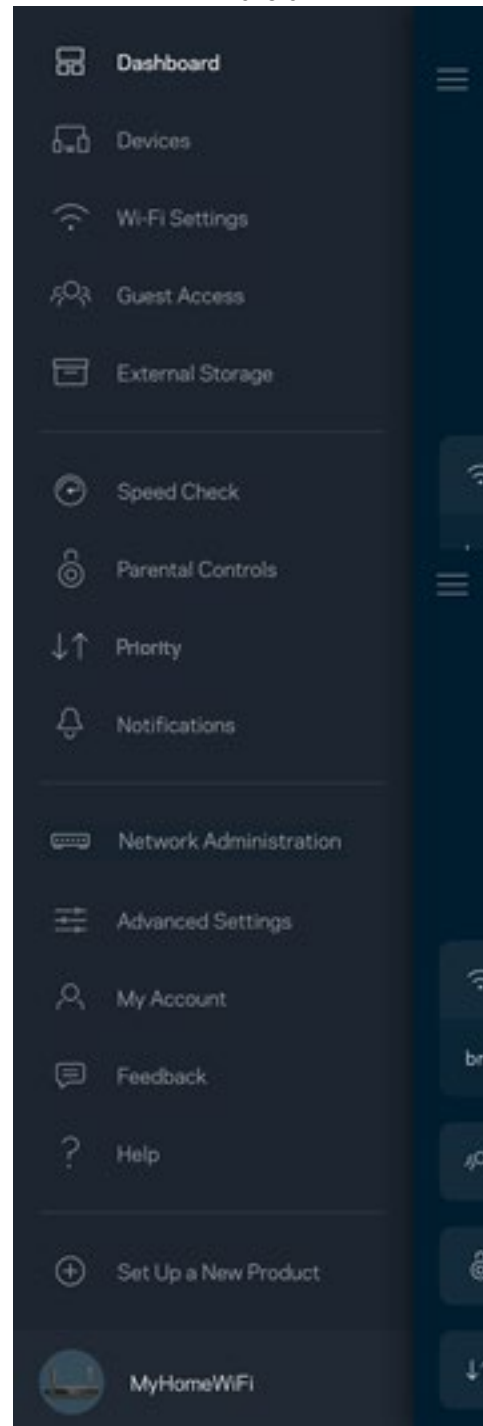 Dashboard
Devices
Wi-Fi Settings
Guest Access
External Storage
Speed Check
Parental Controls
Priority
Notifications
Network Administration
Advanced Settings
My Account
Feedback
Help
Set Up a New Product
MyHomeWiFi
br